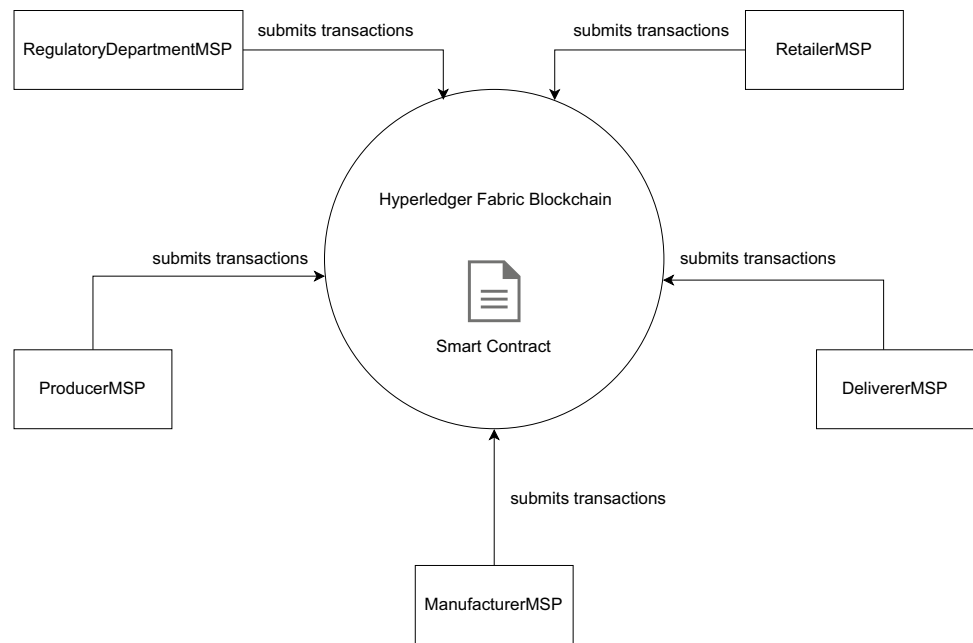 submits transactions
submits transactions
RegulatoryDepartmentMSP
RetailerMSP
Hyperledger Fabric Blockchain
submits transactions
submits transactions
Smart Contract
ProducerMSP
DelivererMSP
submits transactions
ManufacturerMSP